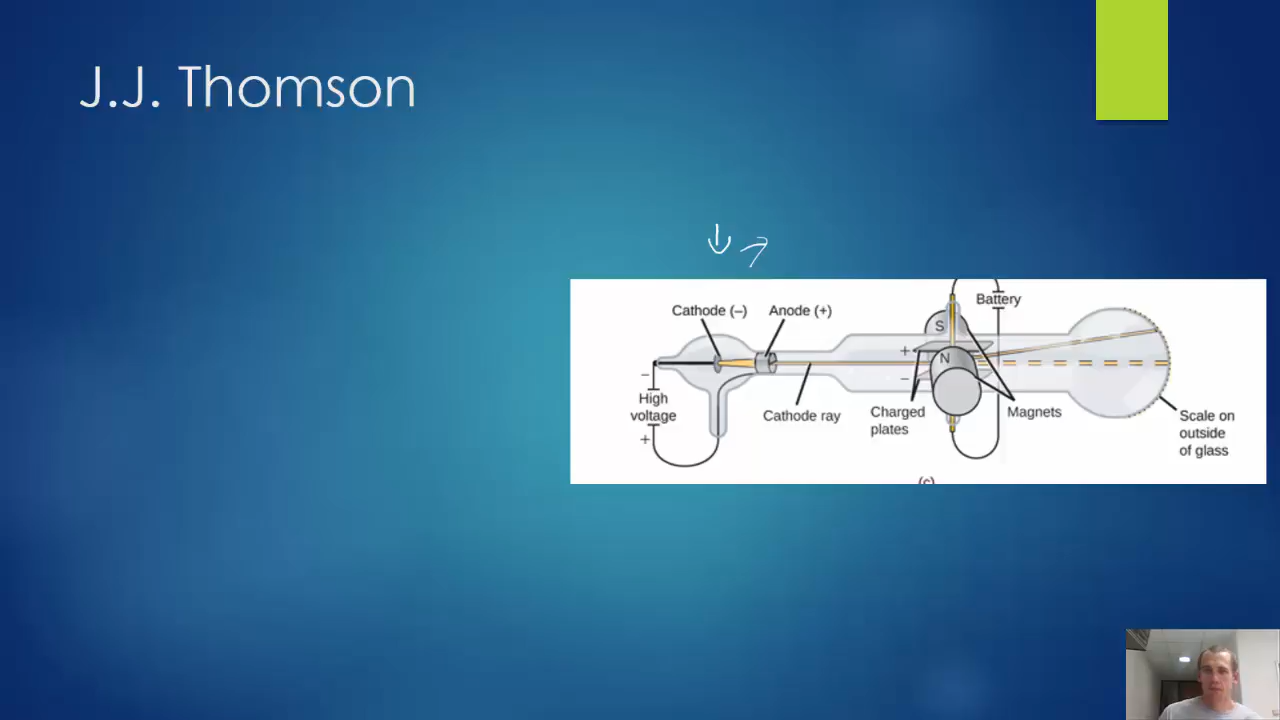 J.J. Thomson
Battery
Cathode (–)
Anode (+)
S
+
N
–
–
High
voltage
+
Cathode ray
Charged
plates
Magnets
Scale on
outside
of glass
(c)